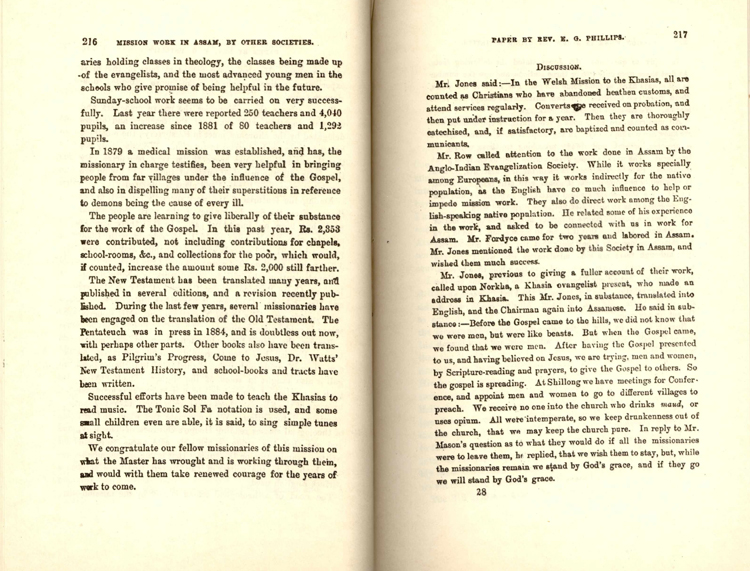 216 MISSION WORK IN ASSAM, BY OTHER SOCIETIES.
aries holding classes in theology, the classes being made up
of the evangelists, and the most advanced young men in the
schools who give promise of being helpful in the future.
Sunday-school work seems to be carried on very success-
fully. Last year there were reported 250 teachers and 4,040
pupils, an increase since 1881 of 80 teachers and 1,292
pupils.
In 1879 a medical mission was established, and has, the
missionary in charge testifies, been very helpful in bringing
people from far villages under the influence of the Gospel,
and also in dispelling many of their superstitions in reference
to demons being the cause of every ill.
The people are learning to give liberally of their substance
for the work of the Gospel. In this past year, Rs. 2,353
were contributed, not including contributions for chapels,
school-rooms, &c., and collections for the poor, which would,
if counted, increase the amount some Rs. 2,000 still farther.
The New Testament has been translated many years, and
published in several editions, and a revision recently pub-
lished. During the last few years, several missionaries have
been engaged on the translation of the Old Testament. The
Pentateuch was in press in 1884, and is doubtless out now,
with perhaps other parts. Other books also have been trans-
lated, as Pilgrim's Progress, Come to Jesus, Dr. Watts'
New Testament History, and school-books and tracts have
been written.
Successful efforts have been made to teach the Khasias to
read music. The Tonic Sol Fa notation is used, and some
small children even are able, it is said, to sing simple tunes
at sight.
We congratulate our fellow missionaries of this mission on
what the Master has wrought and is working through them,
and would with them take renewed courage for the years of
work to come.
PAPER BY REV. E. G. PHILLIPS. 217
DISCUSSION.
Mr. Jones said:—In the Welsh Mission to the Khasias, all are
counted as Christians who have abandoned heathen customs, and
attend services regularly. Converts are received on probation, and
then put under instruction for a year. Then they are thoroughly
catechised, and, if satisfactory, are baptized and counted as com-
municants.
Mr. Row called attention to the work done in Assam by the
Anglo-Indian Evangelization Society. While it works specially
among Europeans, in this way it works indirectly for the native
population, as the English have so much influence to help or
impede mission work. They also do direct work among the Eng-
lish-speaking native population. He related some of his experience
in the work, and asked to be connected with us in work for
Assam. Mr. Fordyce came for two years and labored in Assam.
Mr. Jones mentioned the work done by this Society in Assam, and
wished them much success.
Mr. Jones, previous to giving a fuller account of their work,
called upon Norkha, a Khasia evangelist present, who made an
address in Khasia. This Mr. Jones, in substance, translated into
English, and the Chairman again into Assamese. He said in sub-
stance:—Before the Gospel came to the hills, we did not know that
we were men, but were like beasts. But when the Gospel came,
we found that we were men. After having the Gospel presented
to us, and having believed on Jesus, we are trying, men and women,
by Scripture-reading and prayers, to give the Gospel to others. So
the gospel is spreading. At Shillong we have meetings for Confer-
ence, and appoint men and women to go to different villages to
preach. We receive no one into the church who drinks mand, or
uses opium. All were intemperate, so we keep drunkenness out of
the church, that we may keep the church pure. In reply to Mr.
Mason's question as to what they would do if all the missionaries
were to leave them, he replied, that we wish them to stay, but, while
the missionaries remain we stand by God's grace, and if they go
we will stand by God's grace.
28